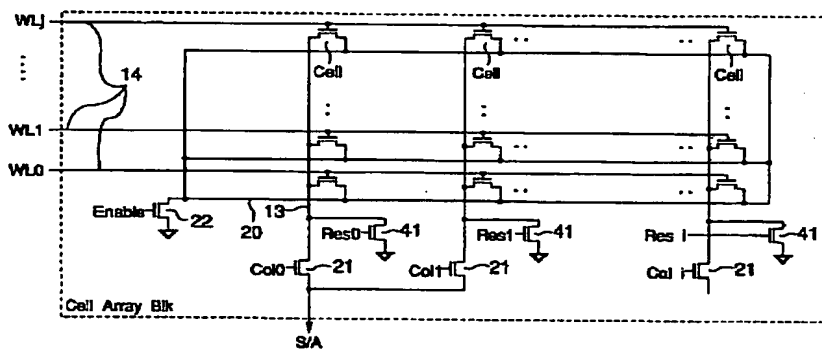 WLj
14
Cell
Cell
Cell
WL1
WL0
Enable
22
20
13
Res0
41
Res1
41
Res i
41
Col0
21
Col1
21
Col i
21
Cell Array Blk
S/A